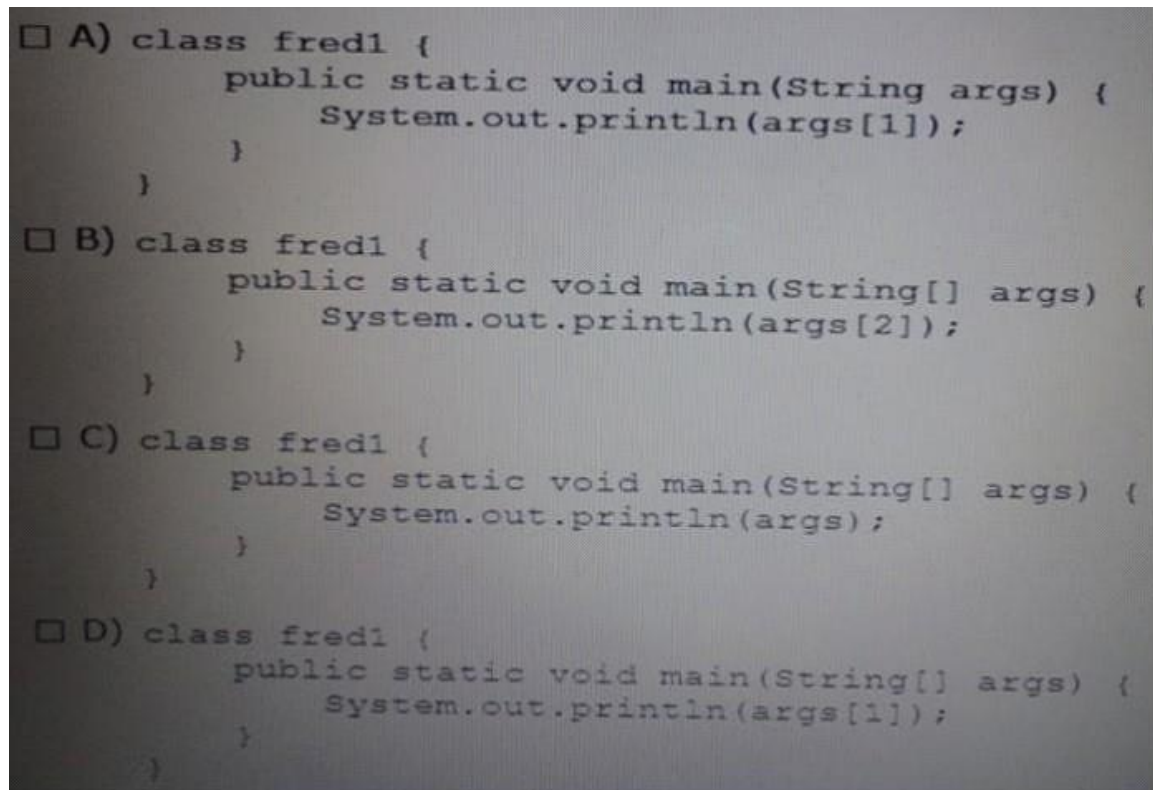 A) class fred1 {
public static void main(String args) {
System.out.println(args[1]);
}
}
B) class fred1 {
public static void main(String[] args) {
System.out.println(args[2]);
}
}
C) class fred1 {
public static void main(String[] args) {
System.out.println(args);
}
}
D) class fred1 {
public static void main(String[] args) {
System.out.println(args[1]);
}
}